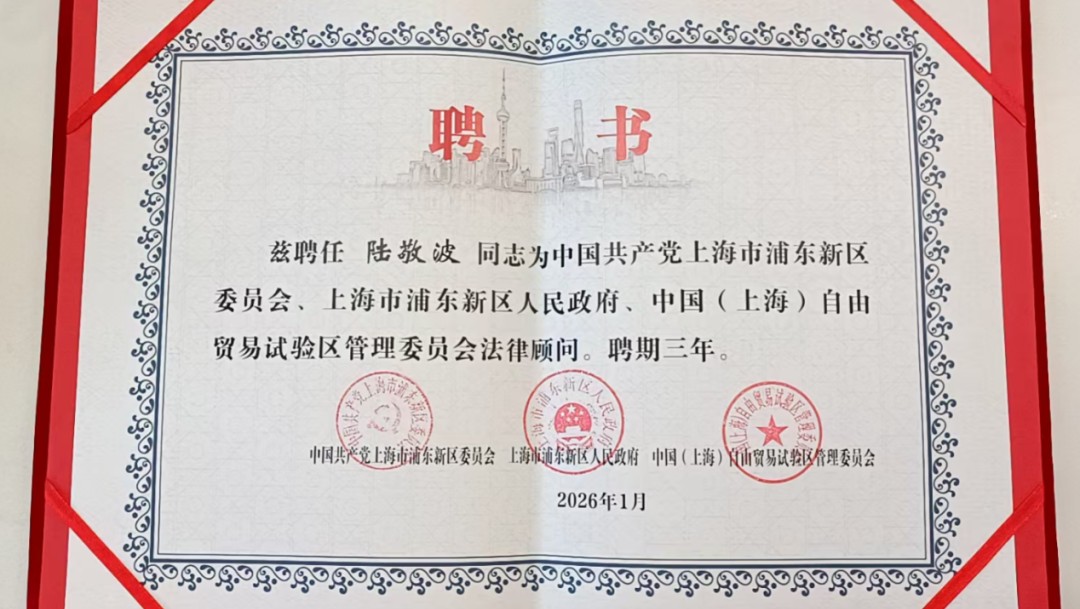 聘书
兹聘任 陆敬波 同志为中国共产党上海市浦东新区
委员会、上海市浦东新区人民政府、中国（上海）自由
贸易试验区管理委员会法律顾问。聘期三年。
中国共产党上海市浦东新区委员会 上海市浦东新区人民政府 中国（上海）自由贸易试验区管理委员会
2026年1月